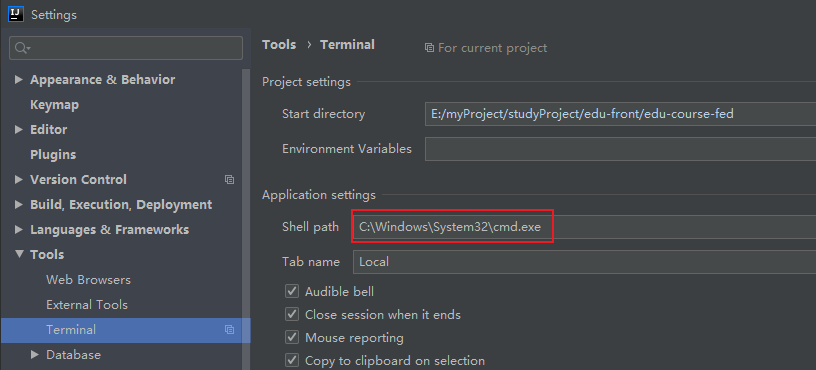 IJ Settings
Tools › Terminal For current project
Appearance & Behavior
Keymap
Editor
Plugins
Version Control
Build, Execution, Deployment
Languages & Frameworks
Tools
Web Browsers
External Tools
Terminal
Database
Project settings
Start directory E:/myProject/studyProject/edu-front/edu-course-fed
Environment Variables
Application settings
Shell path C:\Windows\System32\cmd.exe
Tab name Local
Audible bell
Close session when it ends
Mouse reporting
Copy to clipboard on selection